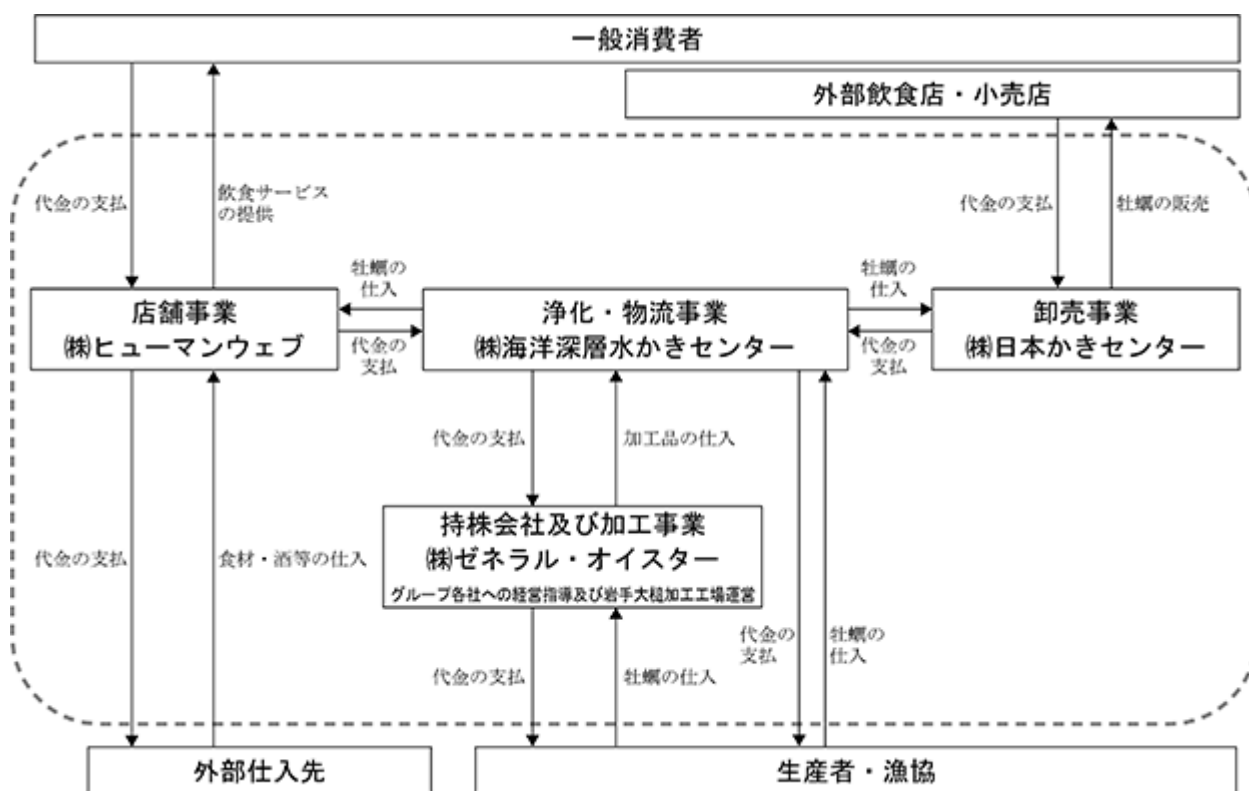 一般消費者
外部飲食店・小売店
代金の支払
飲食サービス
の提供
代金の支払
牡蠣の販売
牡蠣の
仕入
牡蠣の
仕入
店舗事業
㈱ヒューマンウェブ
浄化・物流事業
㈱海洋深層水かきセンター
卸売事業
㈱日本かきセンター
代金の
支払
代金の
支払
代金の支払
加工品の仕入
持株会社及び加工事業
㈱ゼネラル・オイスター
グループ各社への経営指導及び岩手大槌加工工場運営
代金の支払
食材・酒等の仕入
代金の
支払
牡蠣の
仕入
代金の支払
牡蠣の仕入
外部仕入先
生産者・漁協